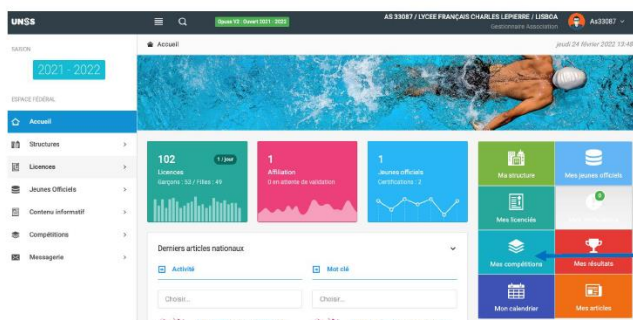 UNSS
Opuss V2 : Ouvert 2021 - 2022
AS 33087 / LYCEE FRANÇAIS CHARLES LEPIERRE / LISBOA
Gestionnaire Association
As33087
SAISON
2021 - 2022
ESPACE FÉDÉRAL
Accueil
Structures
Licences
Jeunes Officiels
Contenu informatif
Compétitions
Messagerie
Accueil
jeudi 24 février 2022 13:48
102
1 / jour
Licences
Garçons : 53 / Filles : 49
1
Affiliation
0 en attente de validation
1
Jeunes officiels
Certifications : 2
Derniers articles nationaux
Activité
Mot clé
Choisir...
Choisir...
Ma structure
Mes jeunes officiels
Mes licenciés
0
Mes compétitions
Mes résultats
Mon calendrier
Mes articles